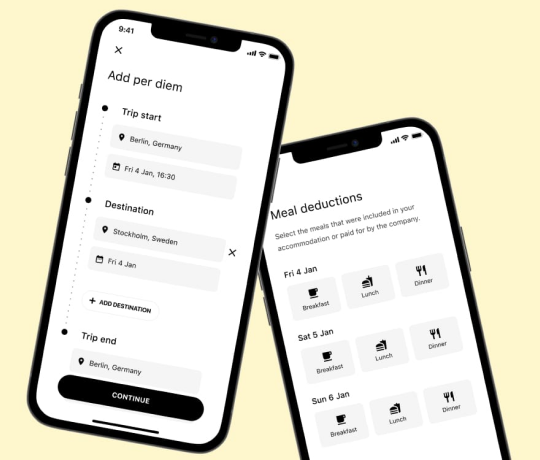 9:41
Add per diem
Trip start
Berlin, Germany
Fri 4 Jan, 16:30
Destination
Stockholm, Sweden
Fri 4 Jan
+ ADD DESTINATION
Trip end
Berlin, Germany
CONTINUE
Meal deductions
Select the meals that were included in your
accommodation or paid for by the company.
Fri 4 Jan
Breakfast
Lunch
Dinner
Sat 5 Jan
Breakfast
Lunch
Dinner
Sun 6 Jan
Breakfast
Lunch
Dinner